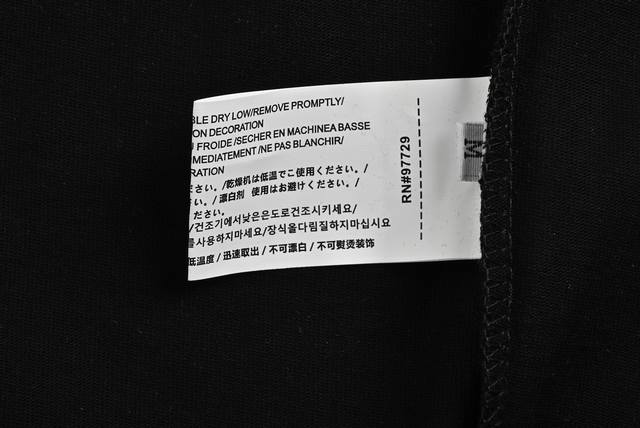 BLE DRY LOW/REMOVE PROMPTLY/
ON DECORATION
FROIDE /SECHER EN MACHINEA BASSE
MEDIATEMENT /NE PAS BLANCHIR/
RATION
ださい。/乾燥机は低温でご使用ください。/
い。/ 漂白剤 使用はお避けください。/
ださい。
/건조기에서낮은온도로건조시키세요/
를사용하지마세요/장식을다림질하지마십시요
低温度 / 迅速取出 / 不可漂白 / 不可熨烫装饰
RN#97729
M